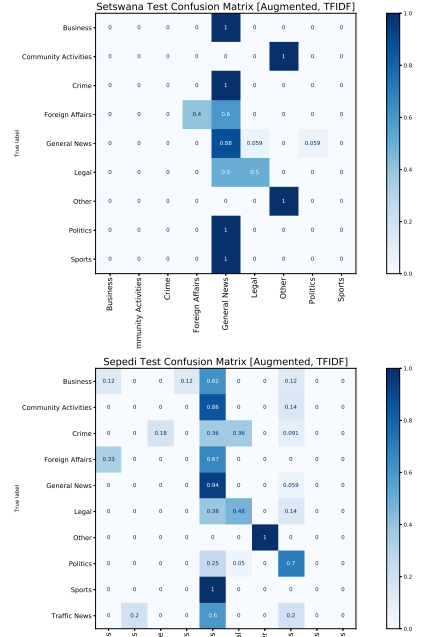 Setswana Test Confusion Matrix [Augmented, TFIDF]
Business 0 0 0 0 1 0 0 0 0
Community Activities 0 0 0 0 0 0 1 0 0
Crime 0 0 0 0 1 0 0 0 0
Foreign Affairs 0 0 0 0.4 0.6 0 0 0 0
General News 0 0 0 0 0.88 0.059 0 0.059 0
Legal 0 0 0 0 0.5 0.5 0 0 0
Other 0 0 0 0 0 0 1 0 0
Politics 0 0 0 0 1 0 0 0 0
Sports 0 0 0 0 1 0 0 0 0
True label
Business
mmunity Activities
Crime
Foreign Affairs
General News
Legal
Other
Politics
Sports
1.0
0.8
0.6
0.4
0.2
0.0
Sepedi Test Confusion Matrix [Augmented, TFIDF]
Business 0.12 0 0 0.12 0.62 0 0 0.12 0 0
Community Activities 0 0 0 0 0.86 0 0 0.14 0 0
Crime 0 0 0.18 0 0.36 0.36 0 0.091 0 0
Foreign Affairs 0.33 0 0 0 0.67 0 0 0 0 0
General News 0 0 0 0 0.94 0 0 0.059 0 0
Legal 0 0 0 0 0.38 0.48 0 0.14 0 0
Other 0 0 0 0 0 0 1 0 0 0
Politics 0 0 0 0 0.25 0.05 0 0.7 0 0
Sports 0 0 0 0 1 0 0 0 0 0
Traffic News 0 0.2 0 0 0.6 0 0 0.2 0 0
True label
1.0
0.8
0.6
0.4
0.2
0.0